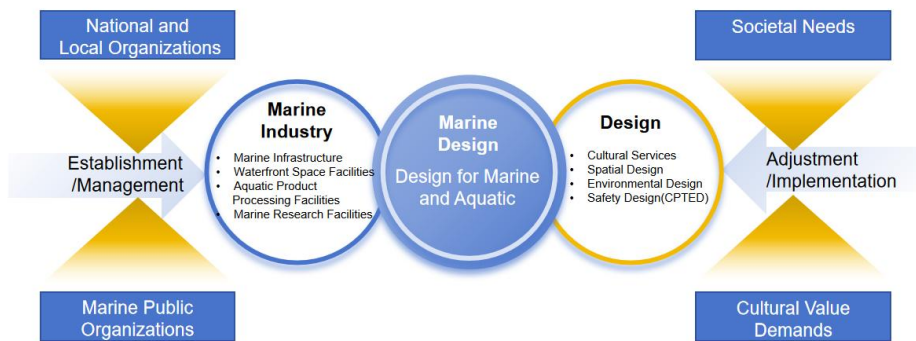 National and
Local Organizations
Societal Needs
Establishment
/Management
Marine
Industry
• Marine Infrastructure
• Waterfront Space Facilities
• Aquatic Product
Processing Facilities
• Marine Research Facilities
Marine
Design
Design for Marine
and Aquatic
Design
• Cultural Services
• Spatial Design
• Environmental Design
• Safety Design(CPTED)
Adjustment
/Implementation
Marine Public
Organizations
Cultural Value
Demands